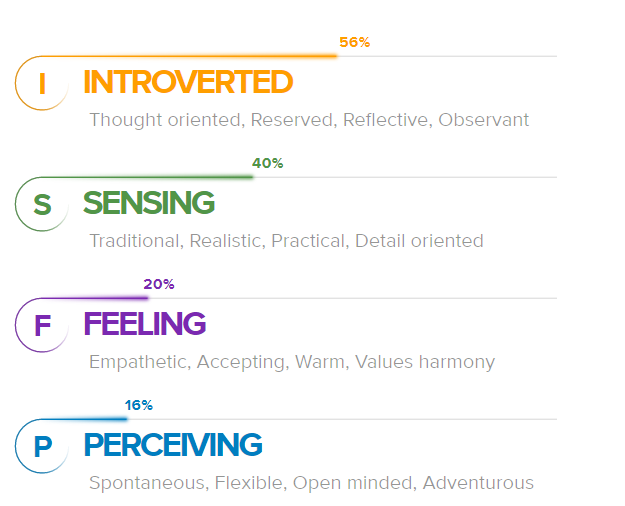 56%
I INTROVERTED
Thought oriented, Reserved, Reflective, Observant
40%
S SENSING
Traditional, Realistic, Practical, Detail oriented
20%
F FEELING
Empathetic, Accepting, Warm, Values harmony
16%
P PERCEIVING
Spontaneous, Flexible, Open minded, Adventurous